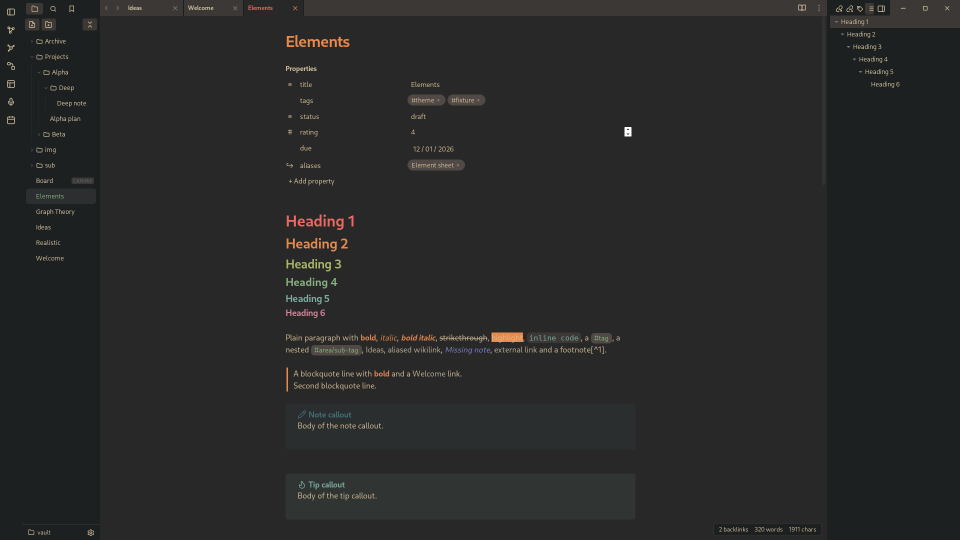 Ideas
Welcome
Elements
Archive
Projects
Alpha
Deep
Deep note
Alpha plan
Beta
img
sub
Board
Elements
Graph Theory
Ideas
Realistic
Welcome
vault
Elements
Properties
title Elements
tags #theme × #fixture ×
status draft
rating 4
due 12/01/2026
aliases Element sheet ×
+ Add property
Heading 1
Heading 2
Heading 3
Heading 4
Heading 5
Heading 6
Plain paragraph with bold, italic, bold italic, strikethrough, highlight, inline code, a #tag, a
nested #area/sub-tag, Ideas, aliased wikilink, Missing note, external link and a footnote[^1].
A blockquote line with bold and a Welcome link.
Second blockquote line.
Note callout
Body of the note callout.
Tip callout
Body of the tip callout.
2 backlinks 320 words 1911 chars
Heading 1
Heading 2
Heading 3
Heading 4
Heading 5
Heading 6